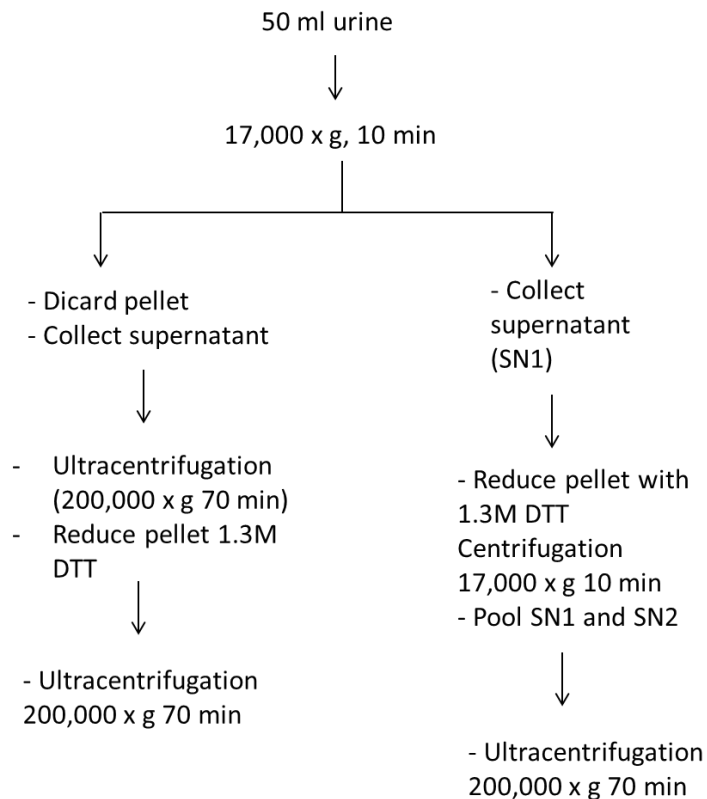 50 ml urine
17,000 x g, 10 min
- Dicard pellet
- Collect supernatant
- Ultracentrifugation
(200,000 x g 70 min)
- Reduce pellet 1.3M
DTT
- Ultracentrifugation
200,000 x g 70 min
- Collect
supernatant
(SN1)
- Reduce pellet with
1.3M DTT
Centrifugation
17,000 x g 10 min
- Pool SN1 and SN2
- Ultracentrifugation
200,000 x g 70 min